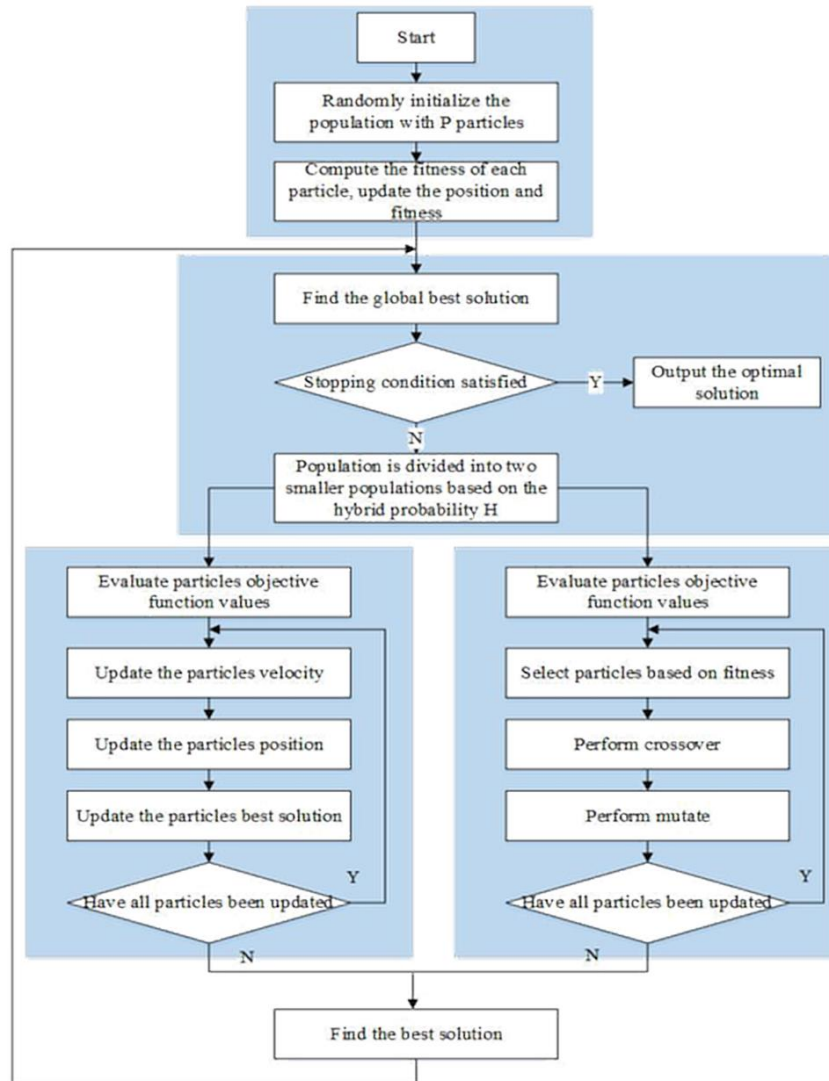 Start
Randomly initialize the
population with P particles
Compute the fitness of each
particle, update the position and
fitness
Find the global best solution
Stopping condition satisfied
Y
Output the optimal
solution
N
Population is divided into two
smaller populations based on the
hybrid probability H
Evaluate particles objective
function values
Update the particles velocity
Update the particles position
Update the particles best solution
Have all particles been updated
Y
N
Evaluate particles objective
function values
Select particles based on fitness
Perform crossover
Perform mutate
Have all particles been updated
Y
N
Find the best solution